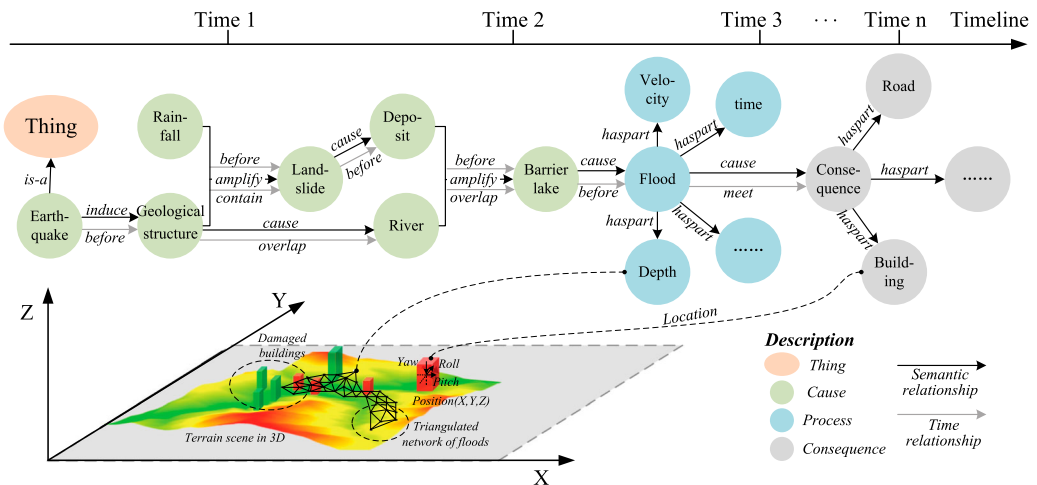 Time 1
Time 2
Time 3
...
Time n
Timeline
Thing
is-a
Earth-
quake
induce
before
Rain-
fall
Geological
structure
before
amplify
contain
cause
overlap
Land-
slide
cause
before
Depo-
sit
River
before
amplify
overlap
Barrier
lake
cause
before
Velo-
city
haspart
time
haspart
Flood
haspart
Depth
haspart
......
cause
meet
Conse-
quence
haspart
Road
haspart
......
haspart
Build-
ing
Location
Z
Y
X
Damaged
buildings
Yaw
Roll
Pitch
Position(X,Y,Z)
Terrain scene in 3D
Triangulated
network of floods
Description
Thing
Cause
Process
Consequence
Semantic
relationship
Time
relationship